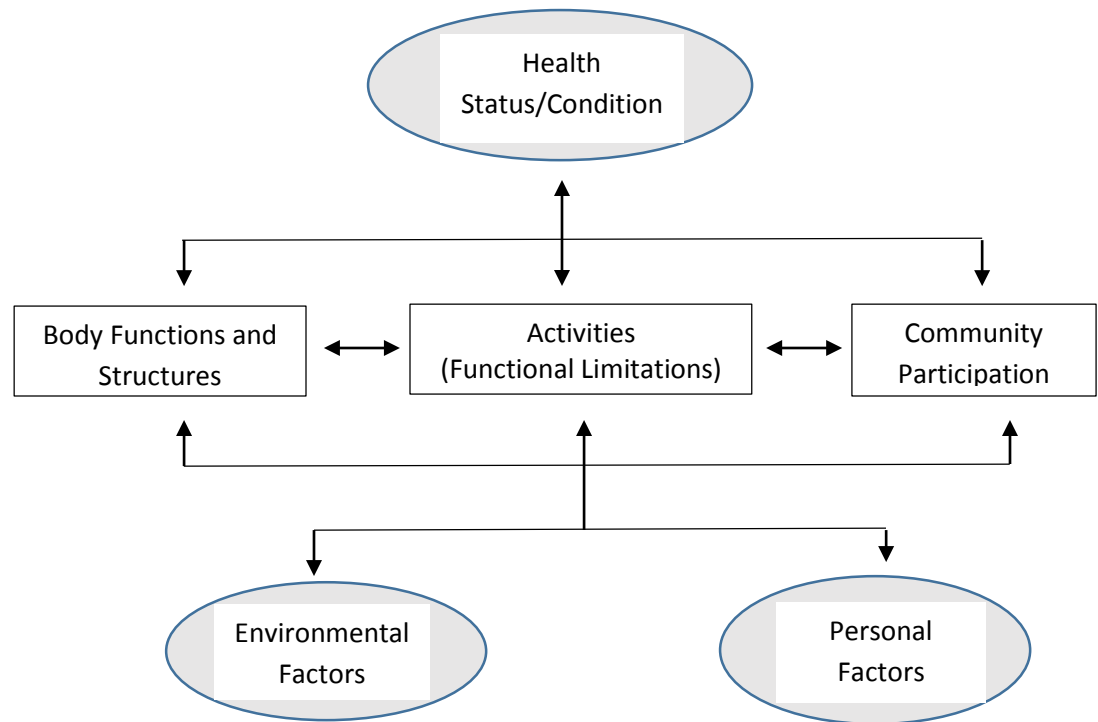 Health
Status/Condition
Body Functions and
Structures
Activities
(Functional Limitations)
Community
Participation
Environmental
Factors
Personal
Factors